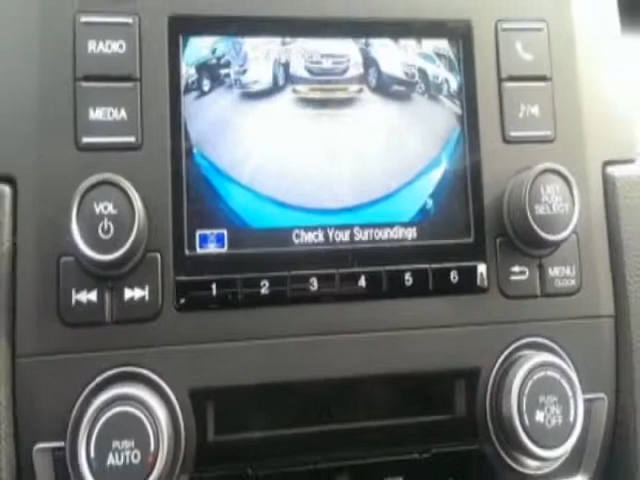 RADIO
MEDIA
VOL
Check Your Surroundings
1 2 3 4 5 6
LIST
PUSH
SELECT
MENU
CLOCK
PUSH
AUTO
PUSH
ON/
OFF